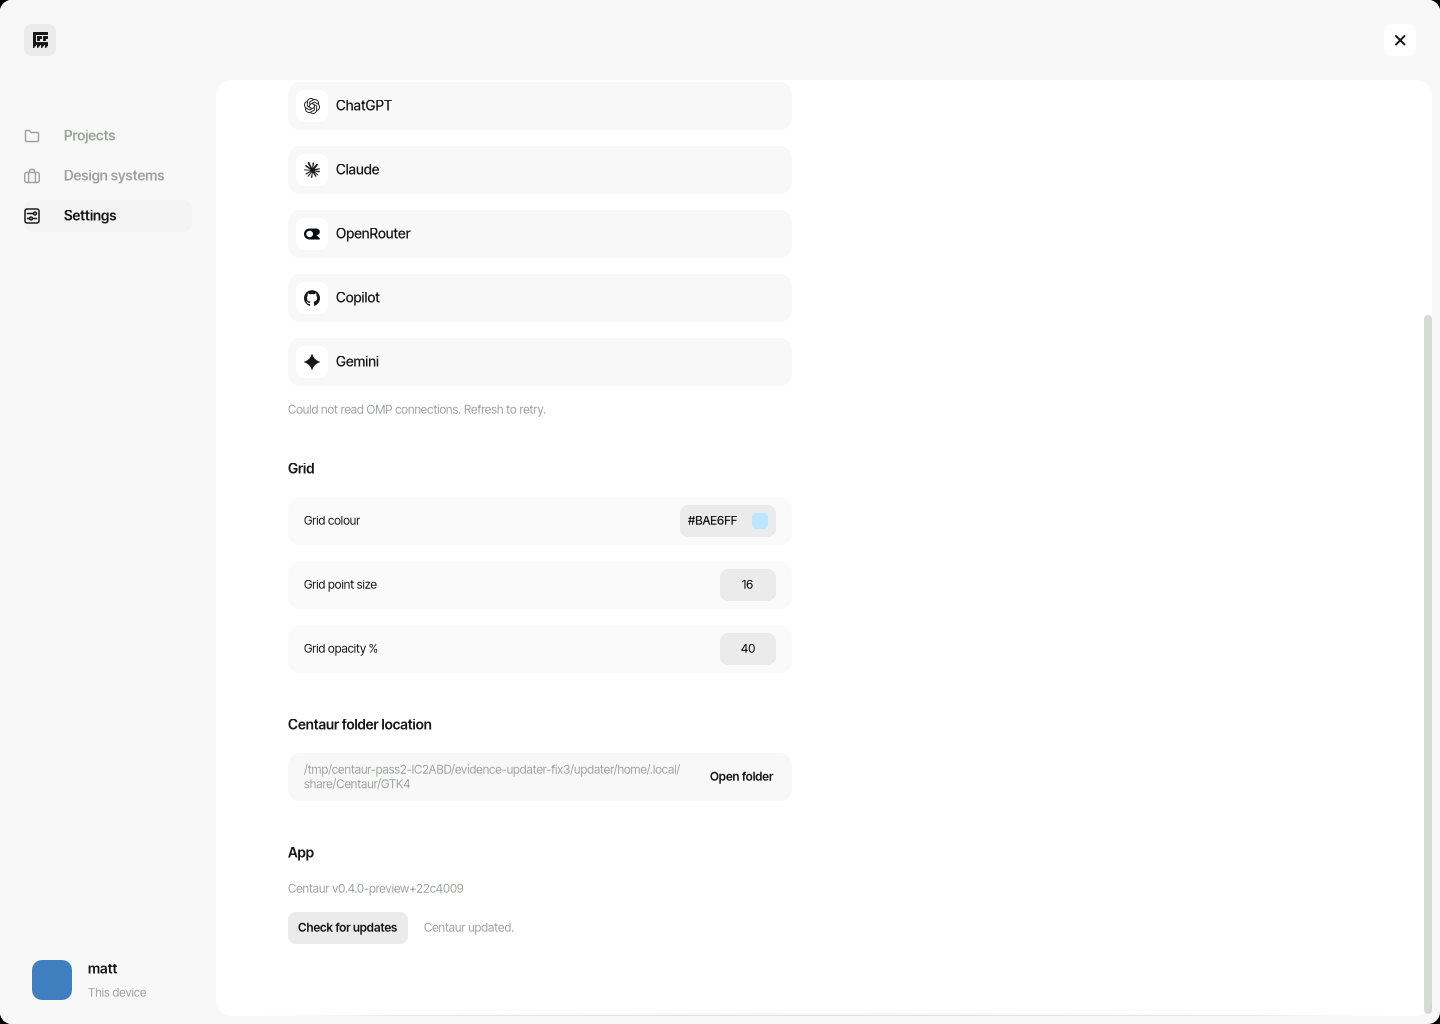 Projects
Design systems
Settings
ChatGPT
Claude
OpenRouter
Copilot
Gemini
Could not read OMP connections. Refresh to retry.
Grid
Grid colour
#BAE6FF
Grid point size
16
Grid opacity %
40
Centaur folder location
/tmp/centaur-pass2-IC2ABD/evidence-updater-fix3/updater/home/.local/
share/Centaur/GTK4
Open folder
App
Centaur v0.4.0-preview+22c4009
Check for updates
Centaur updated.
matt
This device